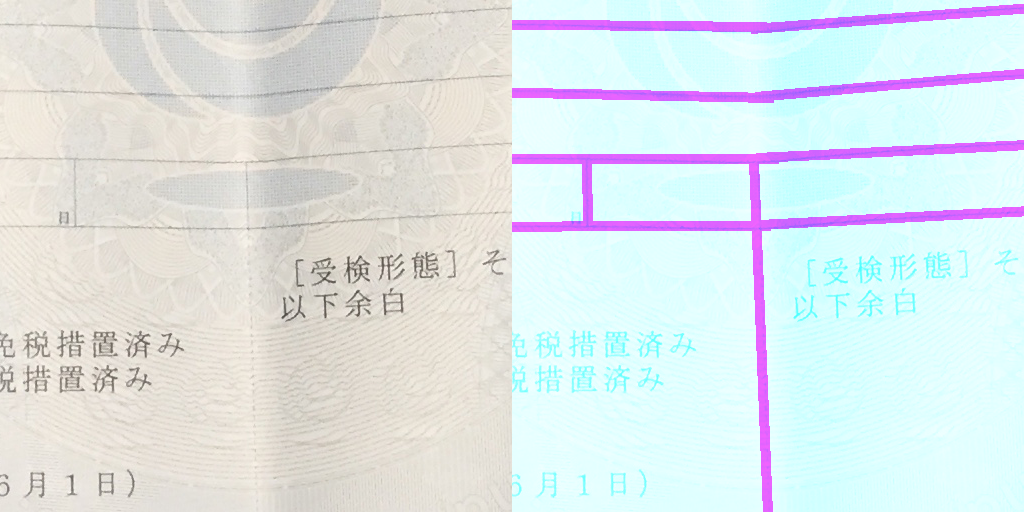 日
[受検形態] そ
以下余白
免税措置済み
税措置済み
6月1日)
日
[受検形態] そ
以下余白
免税措置済み
税措置済み
6月1日)